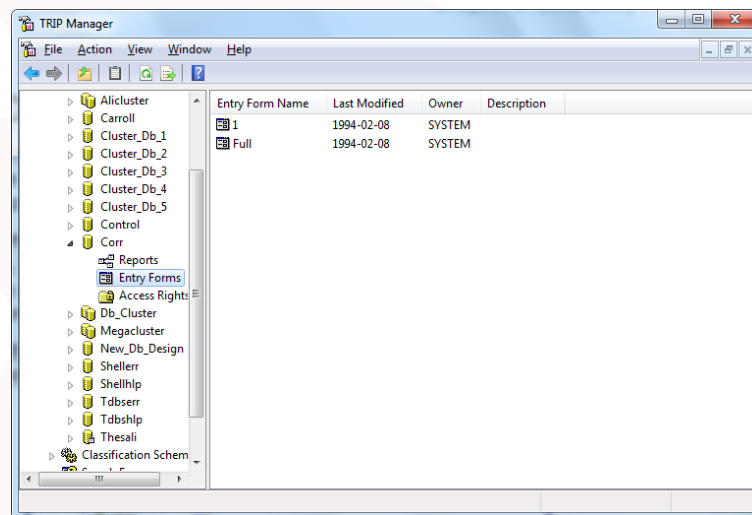 TRIP Manager
File Action View Window Help
Alicluster
Carroll
Cluster_Db_1
Cluster_Db_2
Cluster_Db_3
Cluster_Db_4
Cluster_Db_5
Control
Corr
Reports
Entry Forms
Access Rights
Db_Cluster
Megacluster
New_Db_Design
Shellerr
Shellhlp
Tdbserr
Tdbshlp
Thesali
Classification Schem
Entry Form Name Last Modified Owner Description
1 1994-02-08 SYSTEM
Full 1994-02-08 SYSTEM